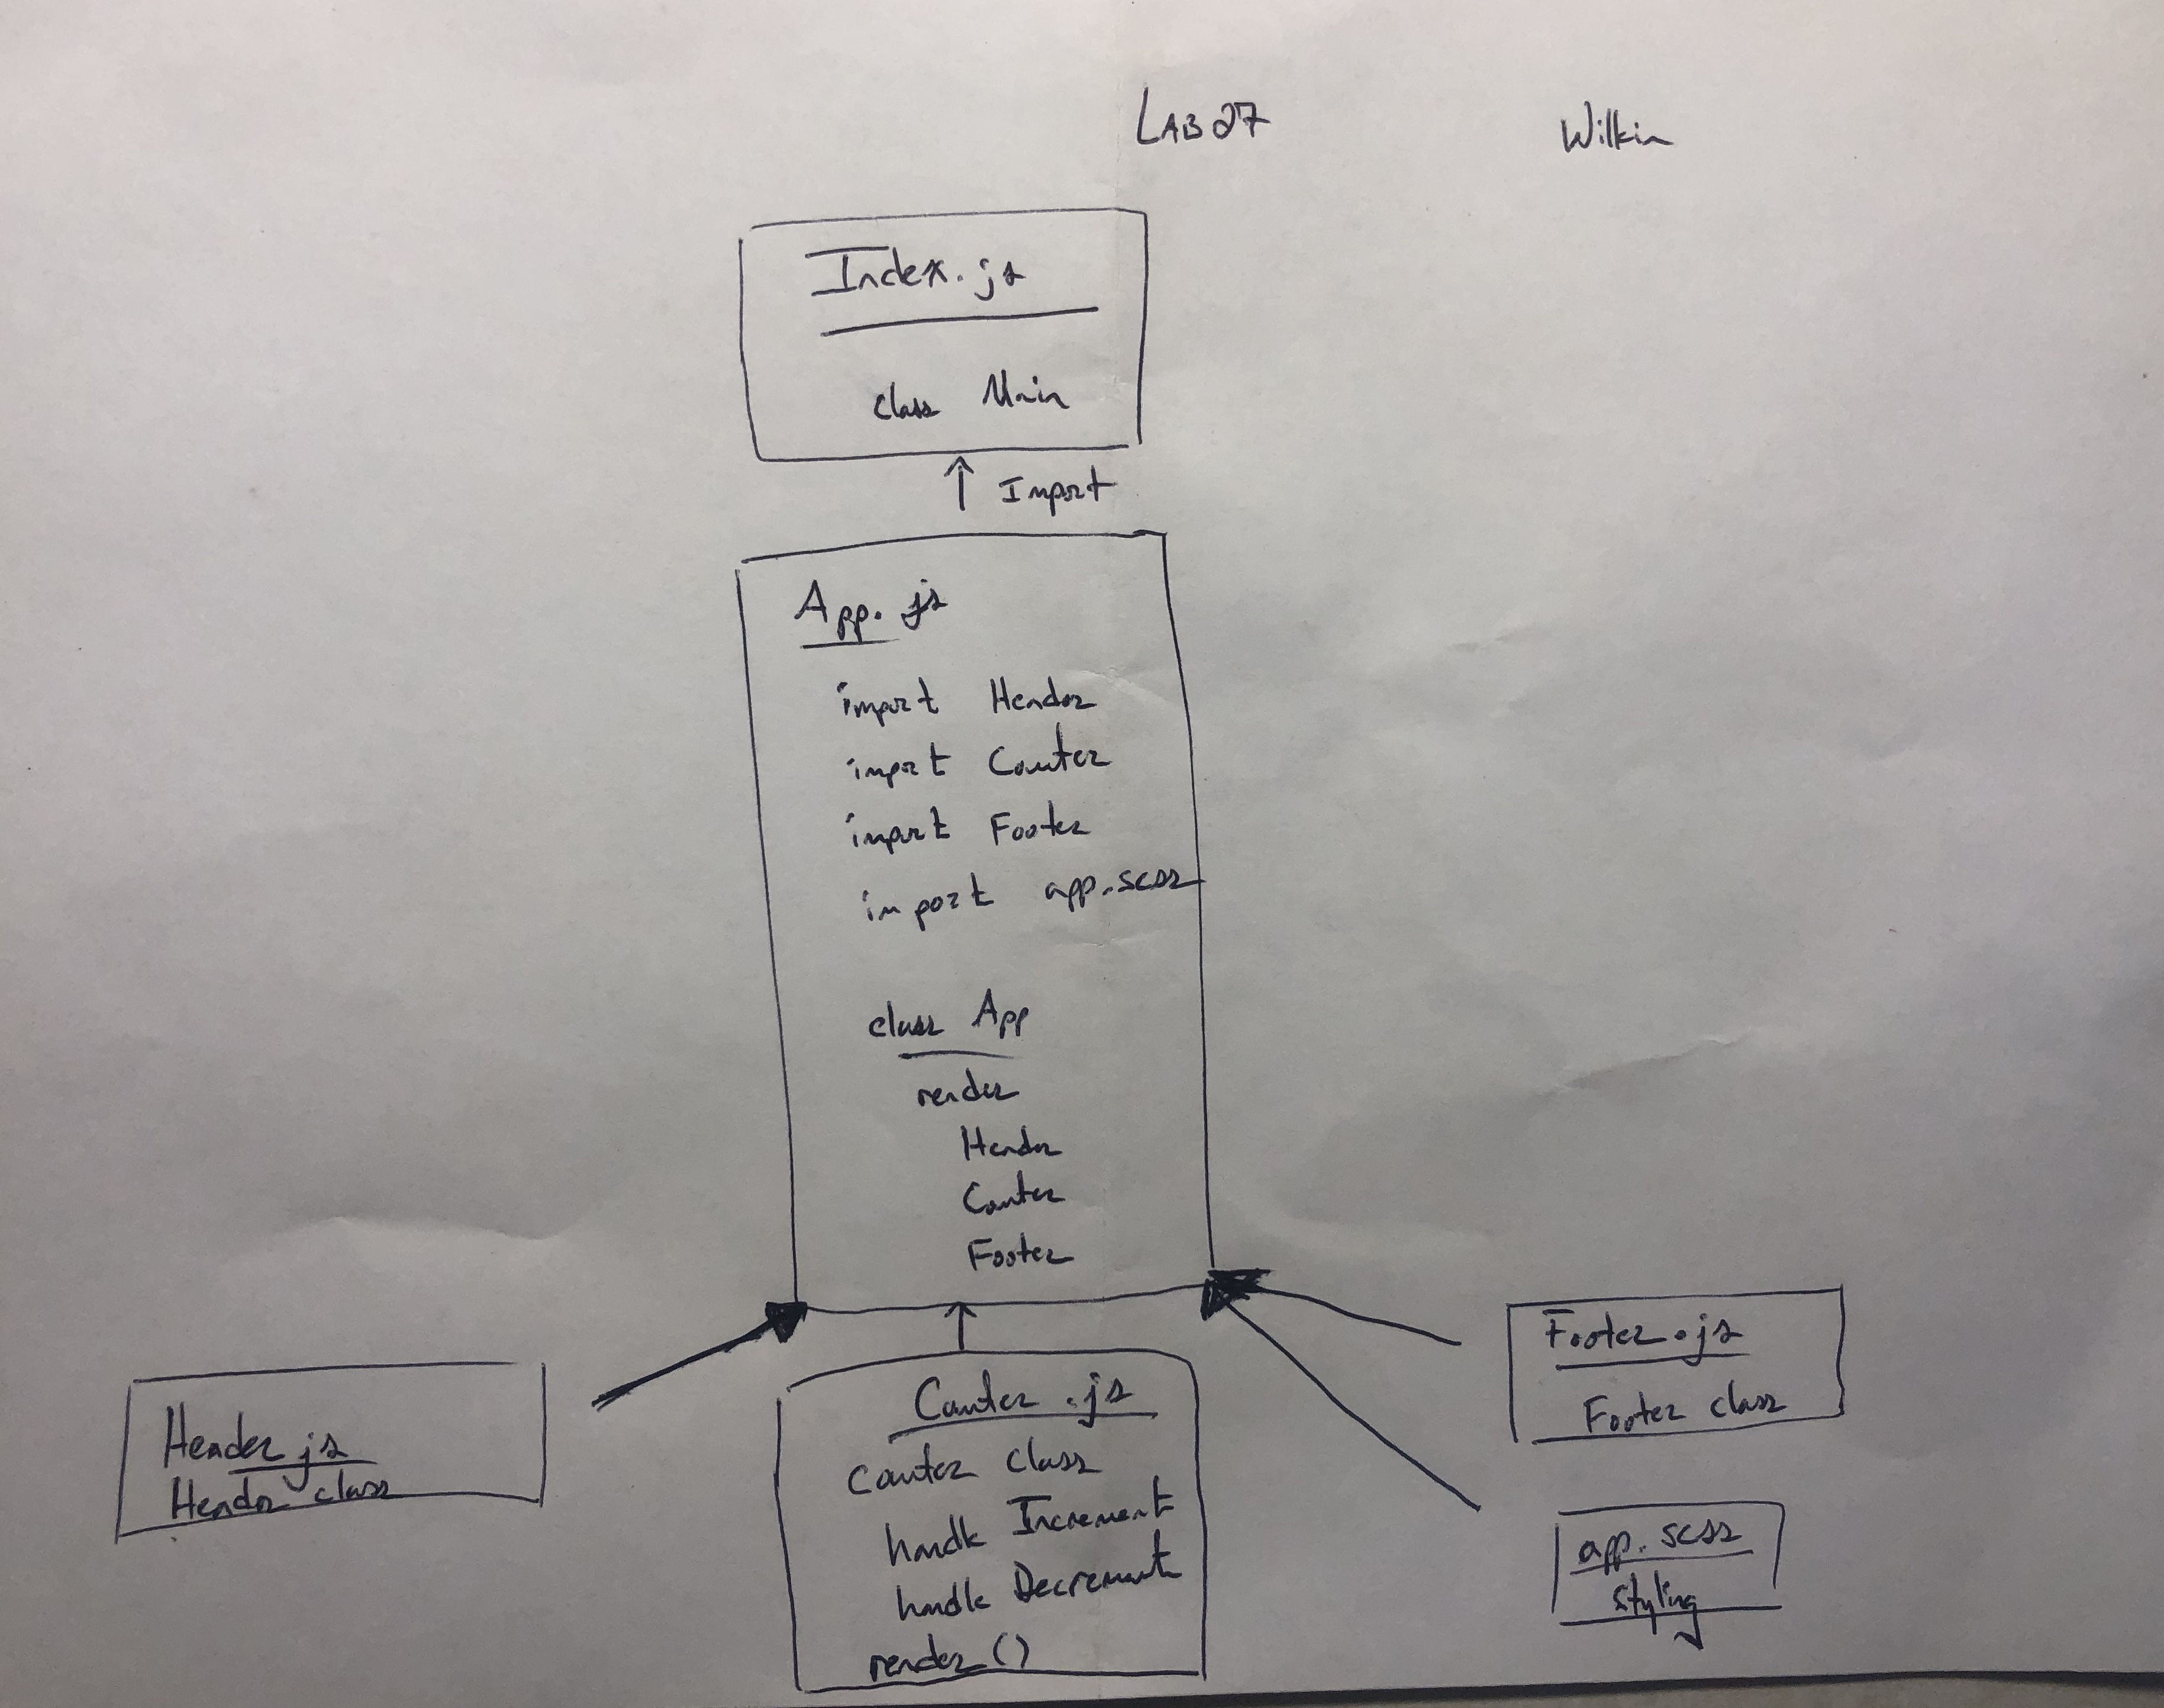 LAB 27 Wilkin
Index.js
class Main
Import
App.js
import Header
import Counter
import Footer
import app.scss
class App
render
Header
Counter
Footer
Header js
Header class
Counter.js
Counter class
handle Increment
handle Decrement
render()
Footer.js
Footer class
app.scss
Styling